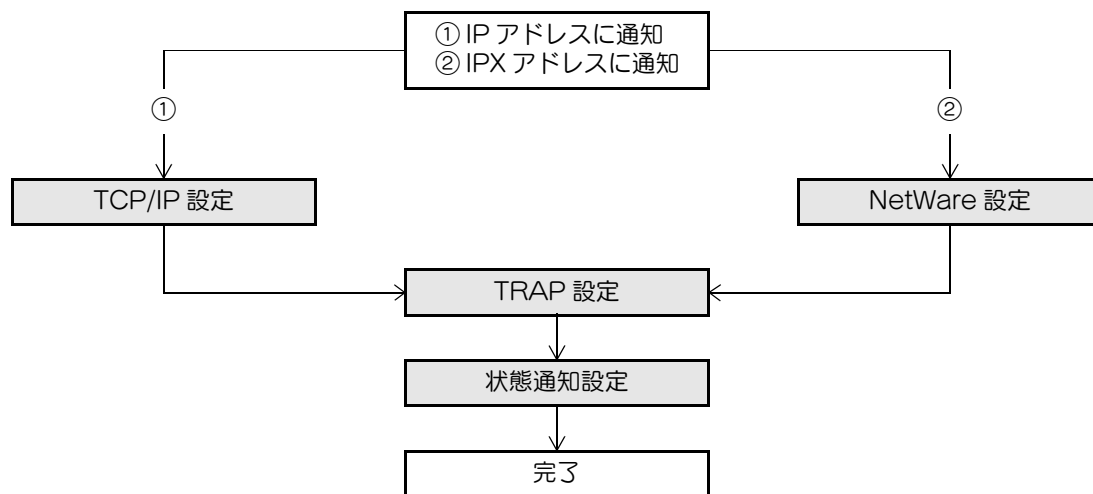 ① IP アドレスに通知
② IPX アドレスに通知
①
②
TCP/IP 設定
NetWare 設定
TRAP 設定
状態通知設定
完了